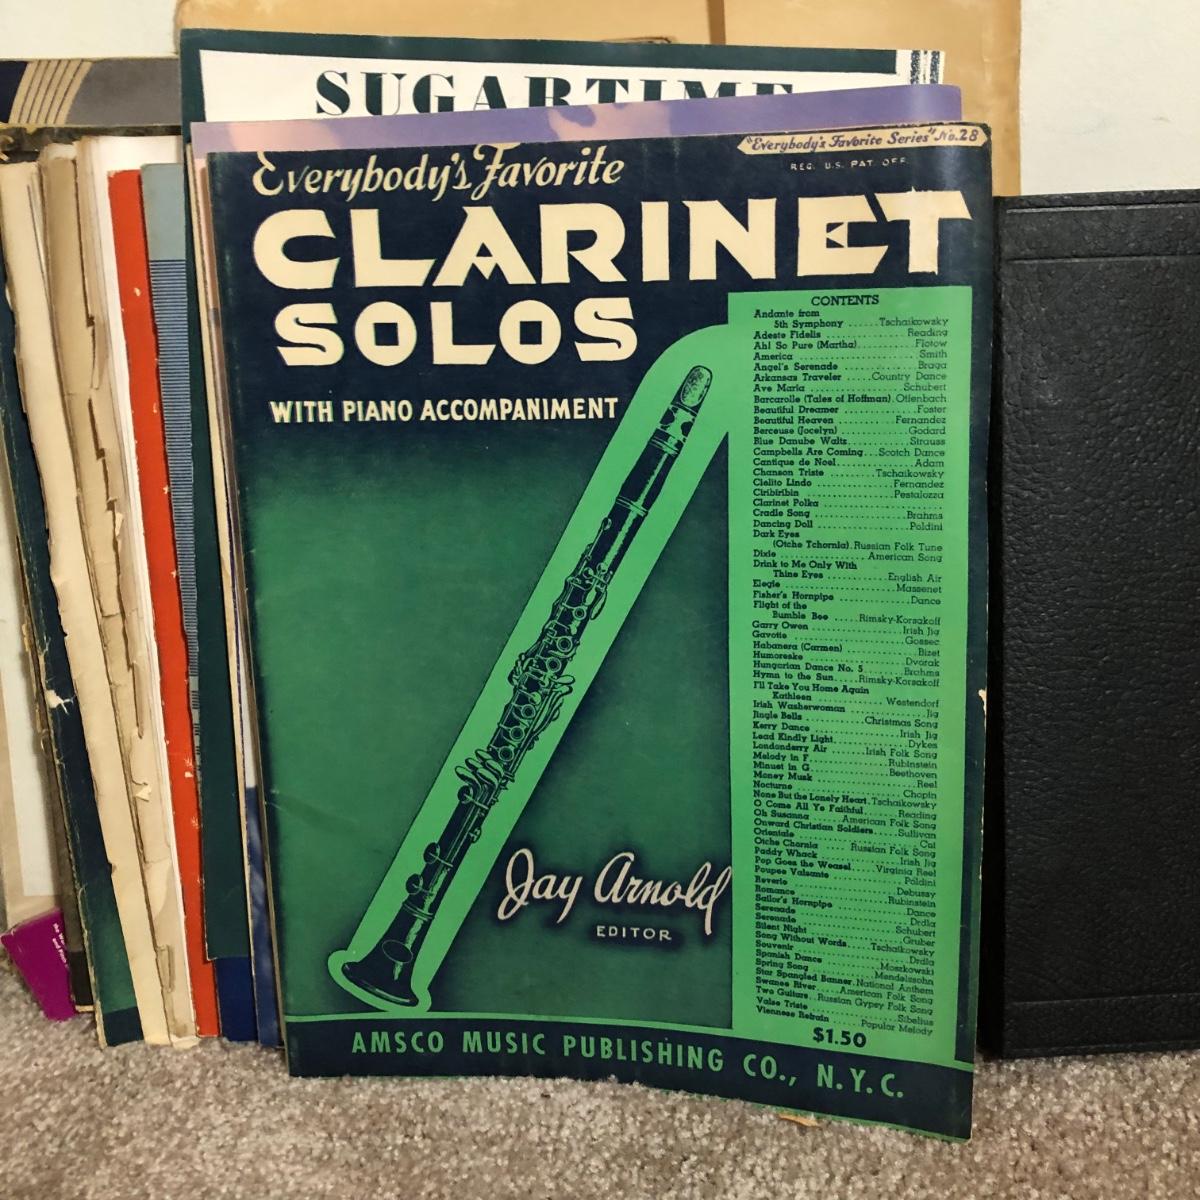 SUGARTIME
"Everybody's Favorite Series" No.28
REG. U.S. PAT. OFF.
Everybody's Favorite
CLARINET
SOLOS
WITH PIANO ACCOMPANIMENT
CONTENTS
Andante from
5th Symphony ......Tschaikowsky
Adeste Fidelis ..........Reading
Ah! So Pure (Martha)..........Flotow
America ..........Smith
Angel's Serenade ..........Braga
Arkansas Traveler .....Country Dance
Ave Maria ..........Schubert
Barcarolle (Tales of Hoffman).Offenbach
Beautiful Dreamer ..........Foster
Beautiful Heaven ..........Fernandez
Berceuse (Jocelyn) ..........Godard
Blue Danube Waltz..........Strauss
Campbells Are Coming...Scotch Dance
Cantique de Noel..........Adam
Chanson Triste ..........Tschaikowsky
Cielito Lindo ..........Fernandez
Ciribiribin ..........Pestalozza
Clarinet Polka ..........
Cradle Song ..........Brahms
Dancing Doll ..........Poldini
Dark Eyes
(Otche Tchornia).Russian Folk Tune
Dixie ..........American Song
Drink to Me Only With
Thine Eyes ..........English Air
Elegie ..........Massenet
Fisher's Hornpipe ..........Dance
Flight of the
Bumble Bee .....Rimsky-Korsakoff
Garry Owen ..........Irish Jig
Gavotte ..........Gossec
Habanera (Carmen) ..........Bizet
Humoreske ..........Dvorak
Hungarian Dance No. 5..........Brahms
Hymn to the Sun.....Rimsky-Korsakoff
I'll Take You Home Again
Kathleen ..........Westendorf
Irish Washerwoman ..........Jig
Jingle Bells ..........Christmas Song
Kerry Dance ..........Irish Jig
Lead Kindly Light..........Dykes
Londonderry Air ..........Irish Folk Song
Melody in F..........Rubinstein
Minuet in G..........Beethoven
Money Musk ..........Reel
Nocturne ..........Chopin
None But the Lonely Heart.Tschaikowsky
O Come All Ye Faithful..........Reading
Oh Susanna .....American Folk Song
Onward Christian Soldiers.....Sullivan
Orientale ..........Cui
Otche Chornia .....Russian Folk Song
Paddy Whack ..........Irish Jig
Pop Goes the Weasel...Virginia Reel
Poupee Valsante ..........Poldini
Reverie ..........Debussy
Romance ..........Rubinstein
Sailor's Hornpipe ..........Dance
Serenade ..........Drdla
Serenade ..........Schubert
Silent Night ..........Gruber
Song Without Words...Tschaikowsky
Souvenir ..........Drdla
Spanish Dance ..........Moszkowski
Spring Song ..........Mendelssohn
Star Spangled Banner.National Anthem
Swanee River.....American Folk Song
Two Guitars...Russian Gypsy Folk Song
Valse Triste ..........Sibelius
Viennese Refrain .....Popular Melody
$1.50
Jay Arnold
EDITOR
AMSCO MUSIC PUBLISHING CO., N.Y.C.